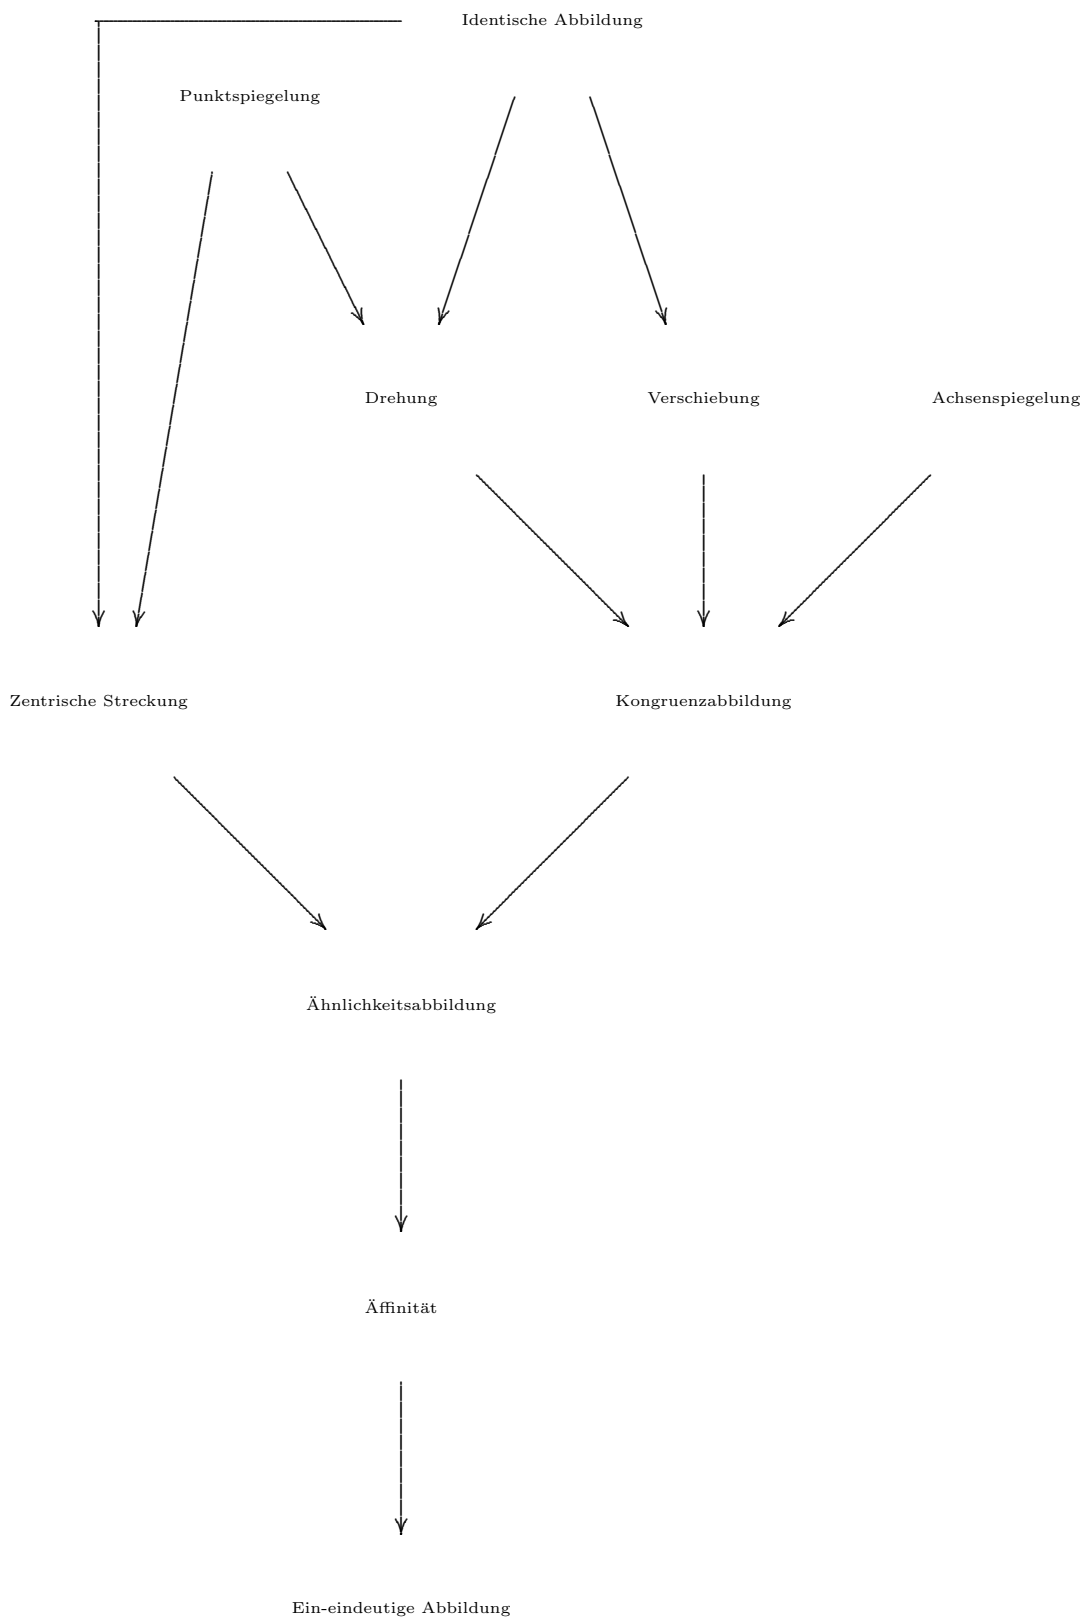 Identische Abbildung
Punktspiegelung
Drehung Verschiebung Achsenspiegelung
Zentrische Streckung Kongruenzabbildung
Ähnlichkeitsabbildung
Äffinität
Ein-eindeutige Abbildung